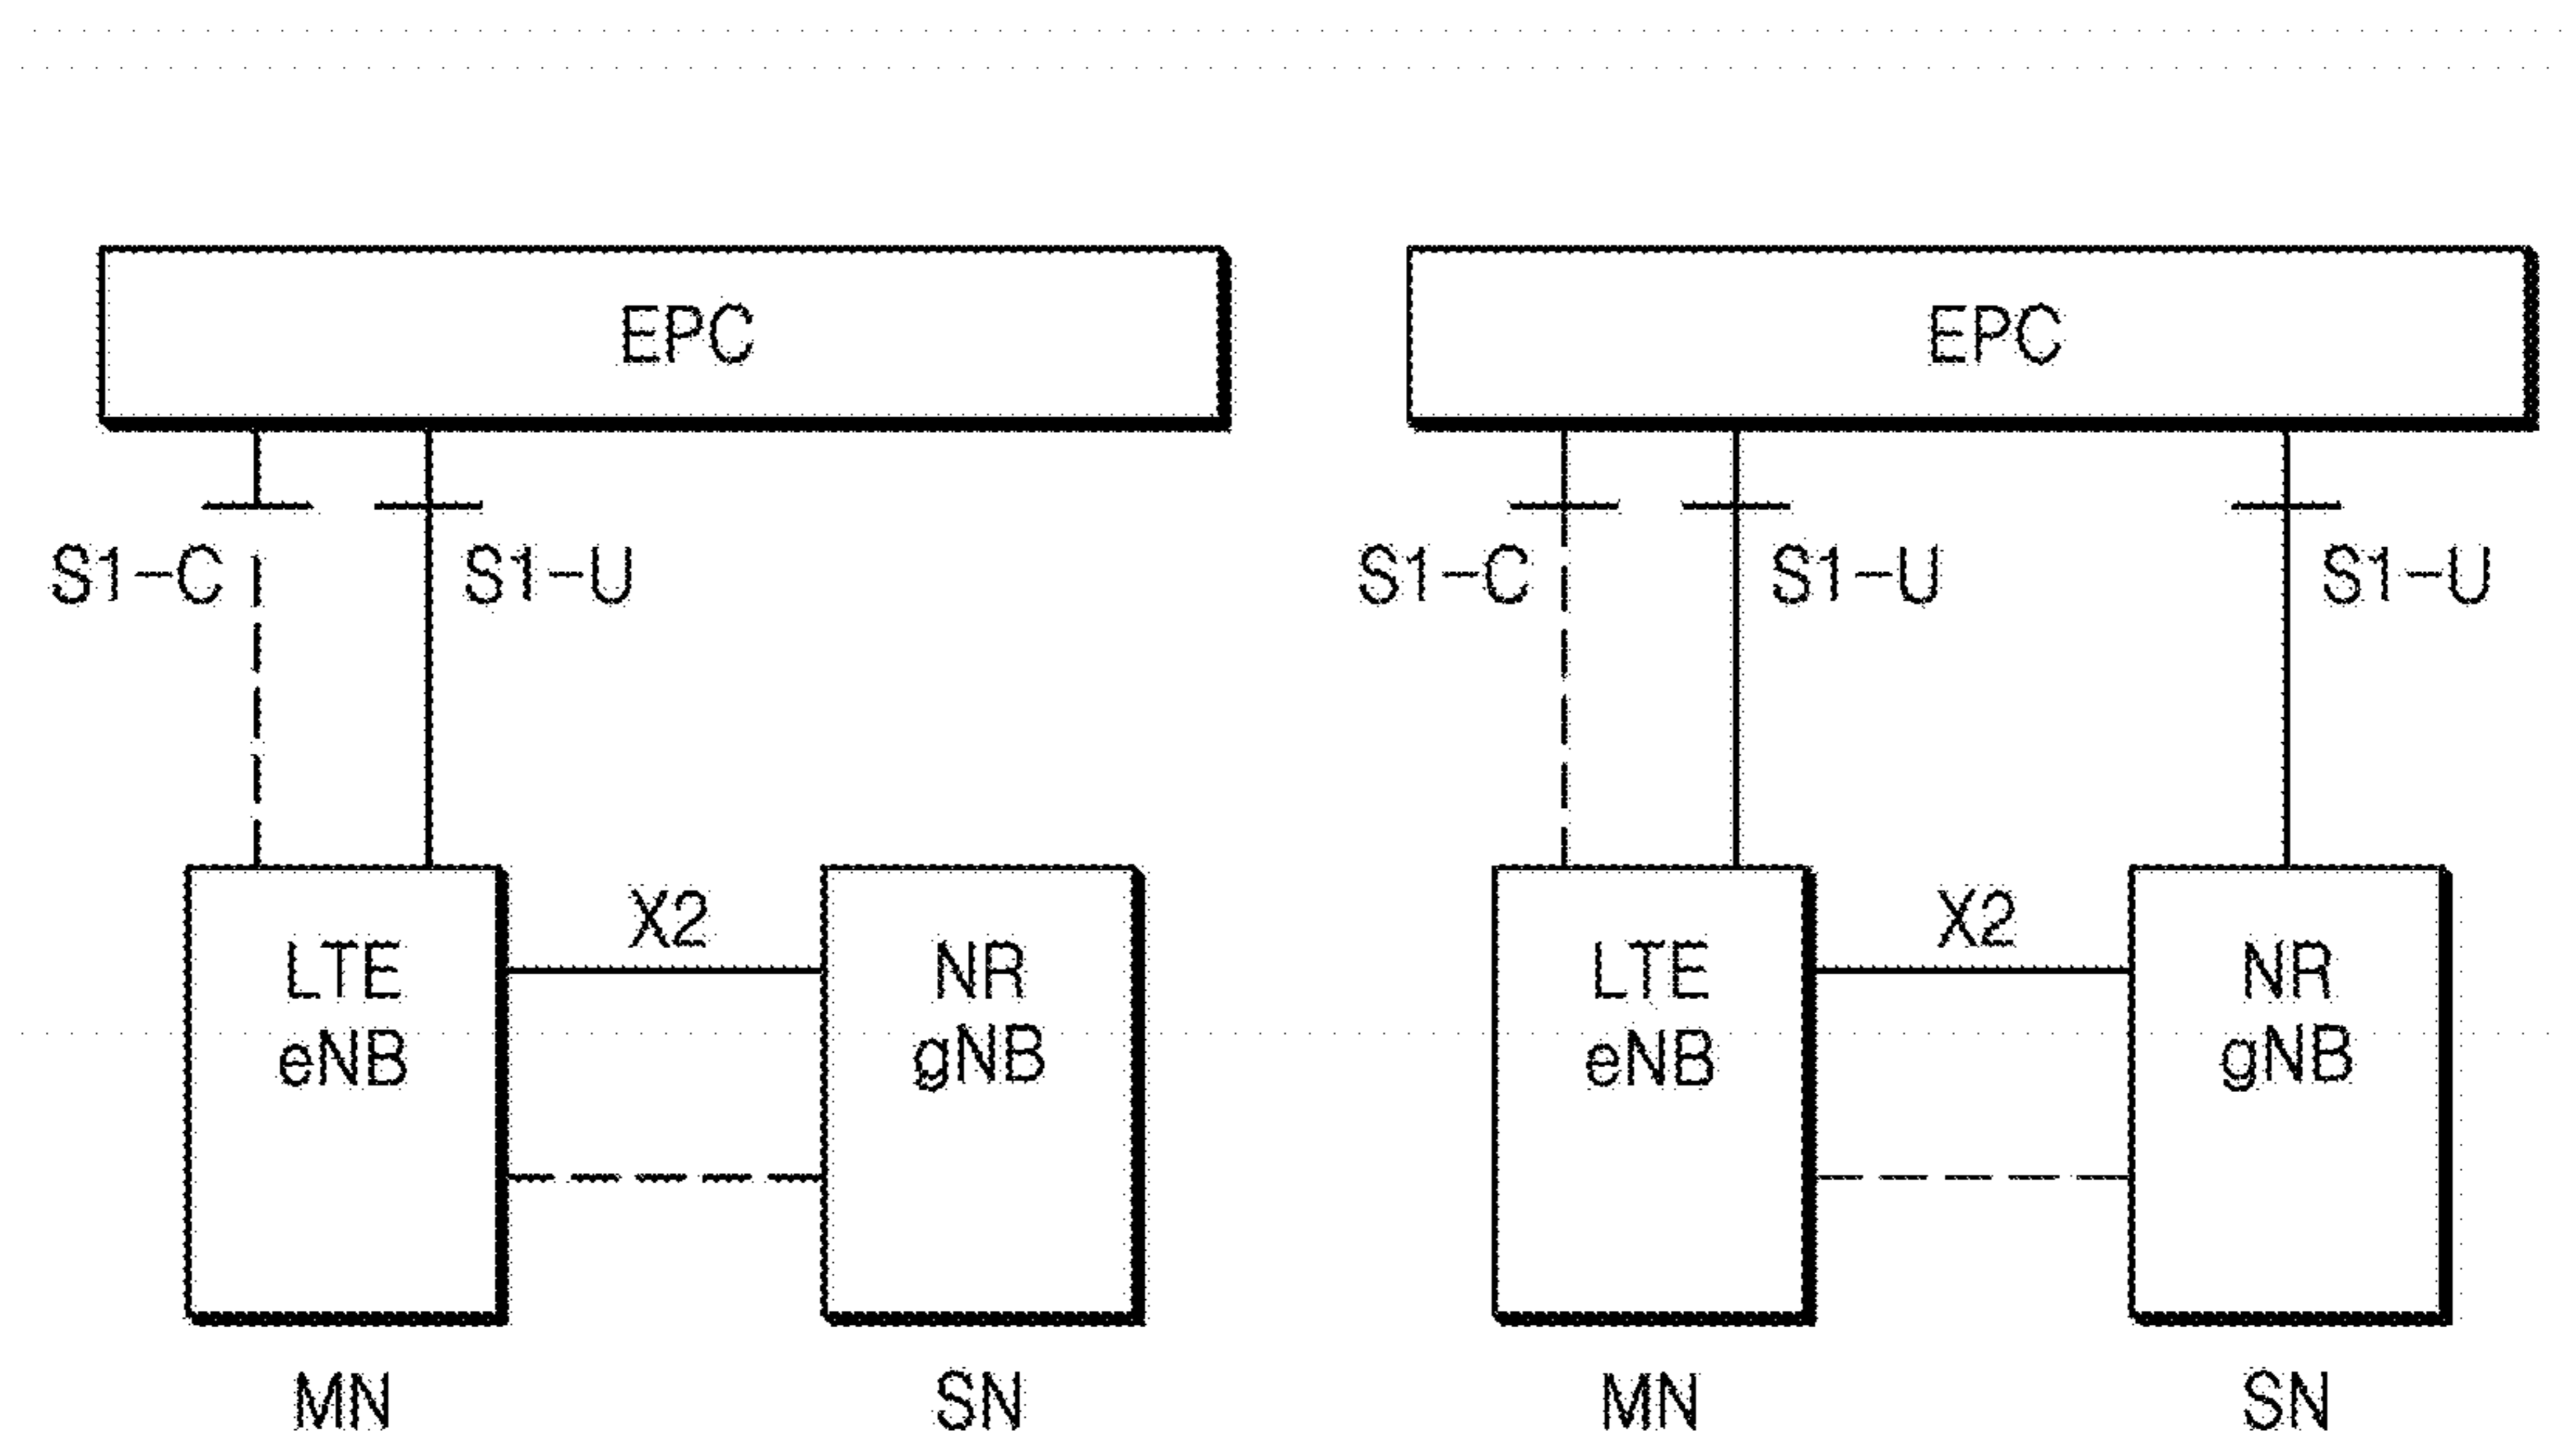 EPC
S1-C
S1-U
X2
LTE
eNB
NR
gNB
MN
SN
EPC
S1-C
S1-U
S1-U
X2
LTE
eNB
NR
gNB
MN
SN